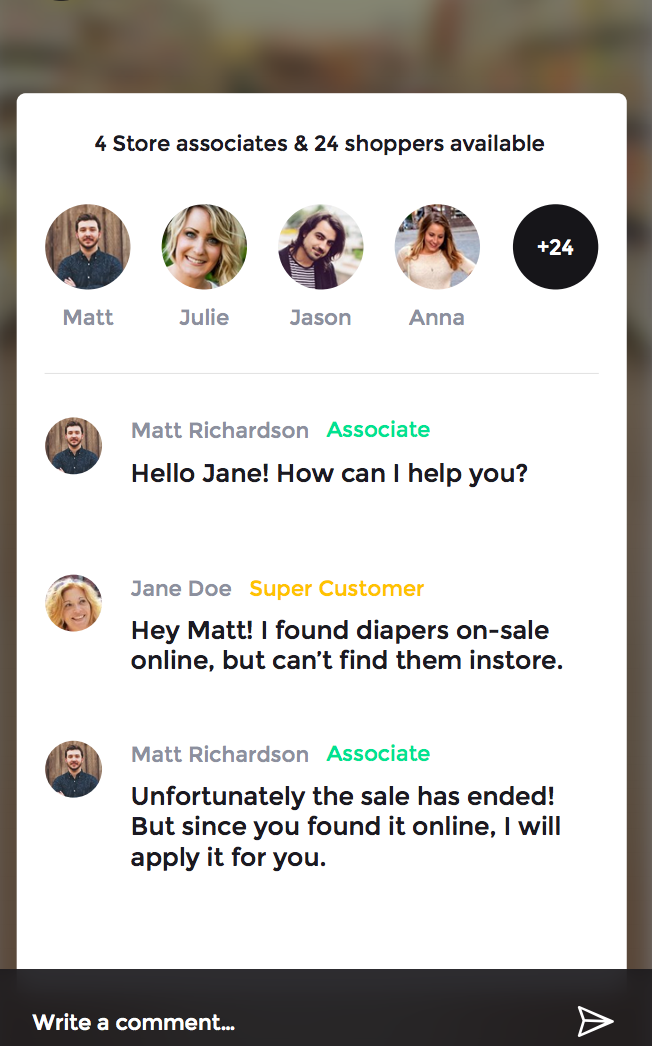 4 Store associates & 24 shoppers available
+24
Matt Julie Jason Anna
Matt Richardson Associate
Hello Jane! How can I help you?
Jane Doe Super Customer
Hey Matt! I found diapers on-sale
online, but can’t find them instore.
Matt Richardson Associate
Unfortunately the sale has ended!
But since you found it online, I will
apply it for you.
Write a comment...